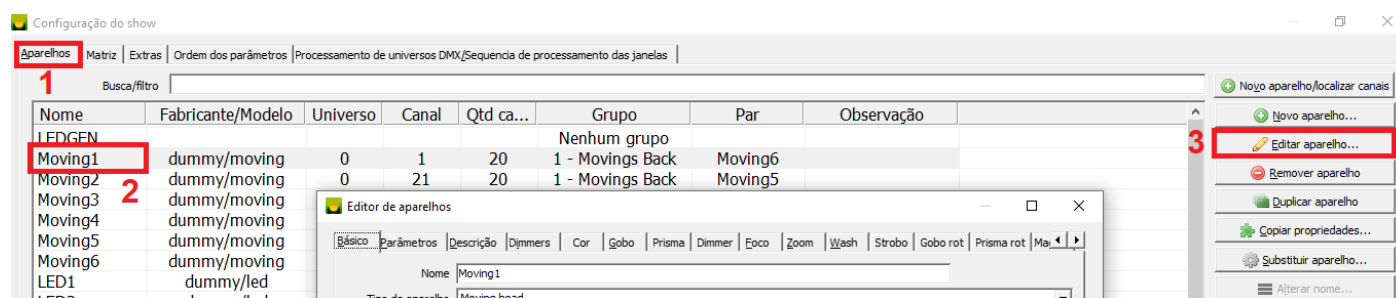 Configuração do show
Aparelhos Matriz Extras Ordem dos parâmetros Processamento de universos DMX/Sequencia de processamento das janelas
1 Busca/filtro Novo aparelho/localizar canais
Nome Fabricante/Modelo Universo Canal Qtd ca... Grupo Par Observação Novo aparelho...
LEDGEN Nenhum grupo
3 Editar aparelho...
Moving1 dummy/moving 0 1 20 1 - Movings Back Moving6
2 Remover aparelho
Moving2 dummy/moving 0 21 20 1 - Movings Back Moving5
Moving3 dummy/moving Editor de aparelhos Duplicar aparelho
Moving4 dummy/moving
Moving5 dummy/moving Básico Parâmetros Descrição Dimmers Cor Gobo Prisma Dimmer Foco Zoom Wash Strobo Gobo rot Prisma rot Copiar propriedades...
Moving6 dummy/moving Nome Moving1 Substituir aparelho...
LED1 dummy/led Alterar nome...